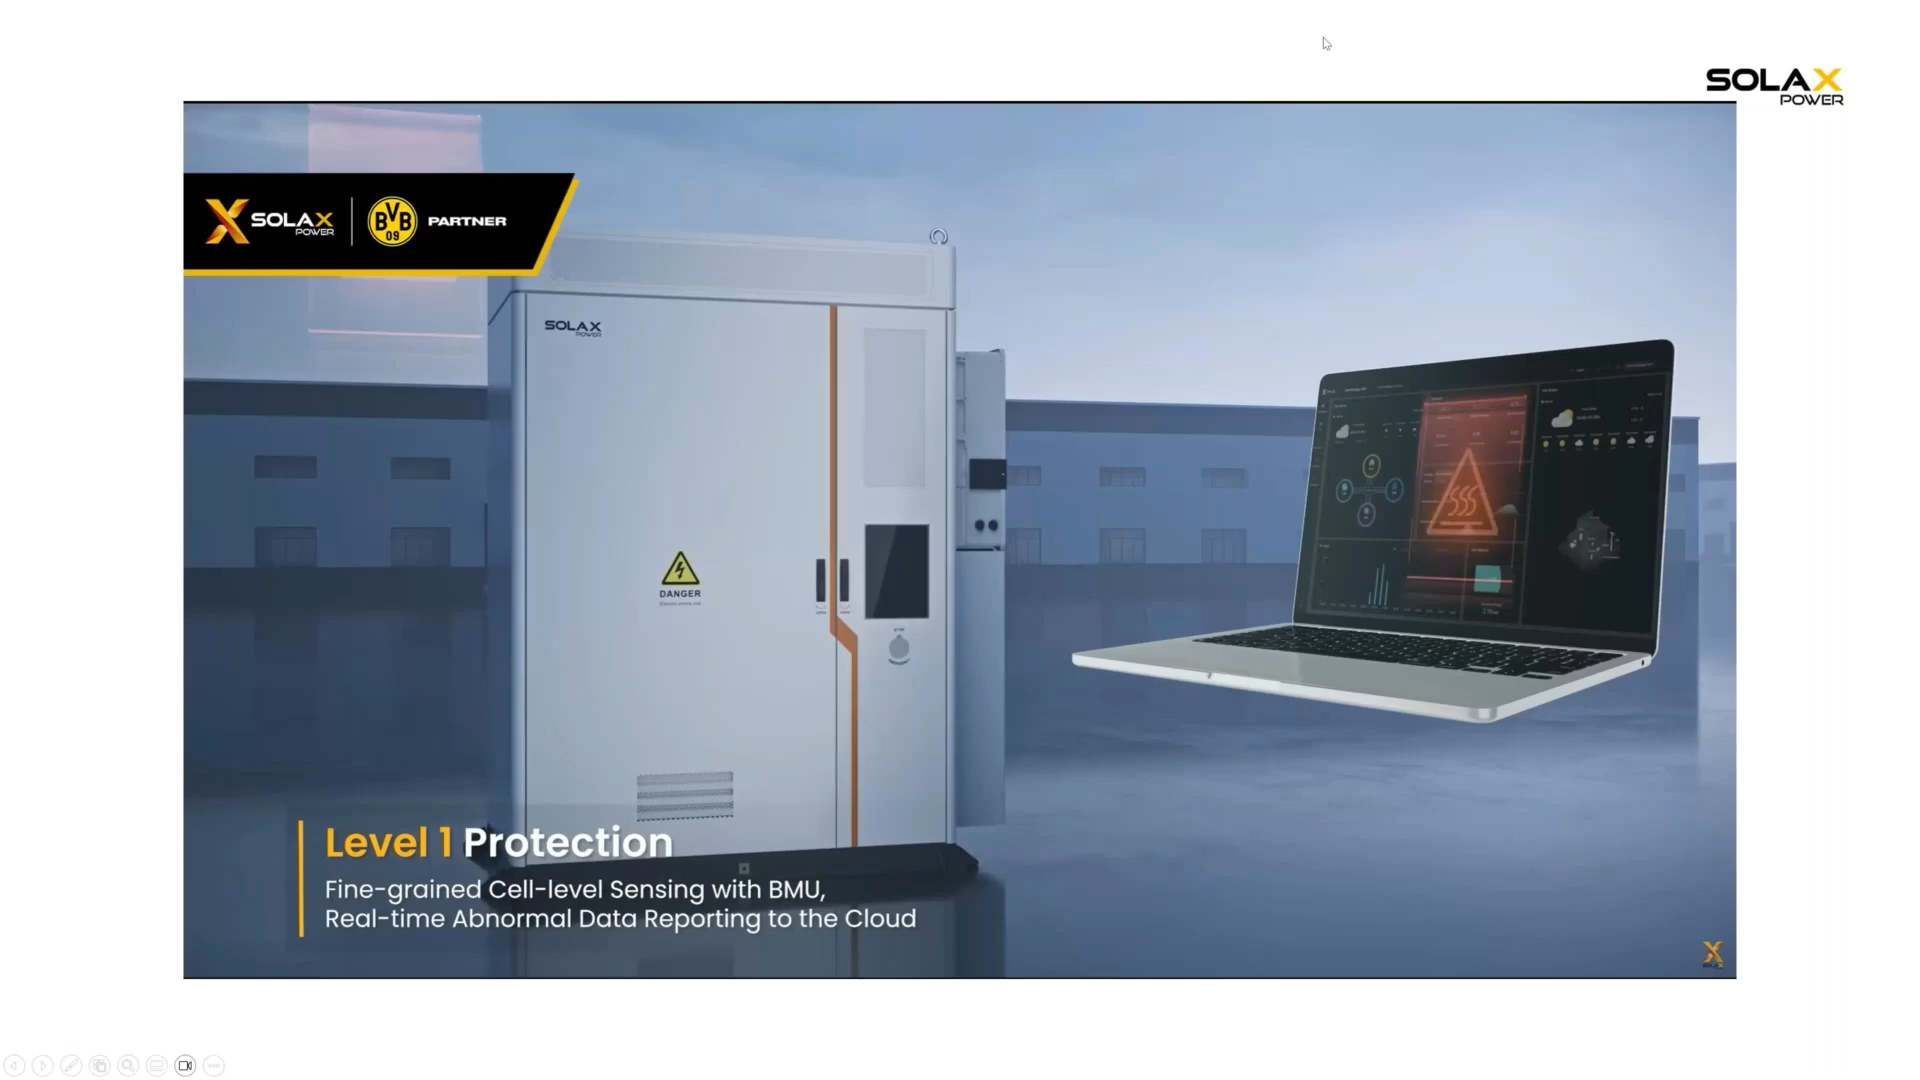 SOLAX
POWER
SOLAX
POWER
BVB
09
PARTNER
SOLAX
POWER
DANGER
Level 1 Protection
Fine-grained Cell-level Sensing with BMU,
Real-time Abnormal Data Reporting to the Cloud